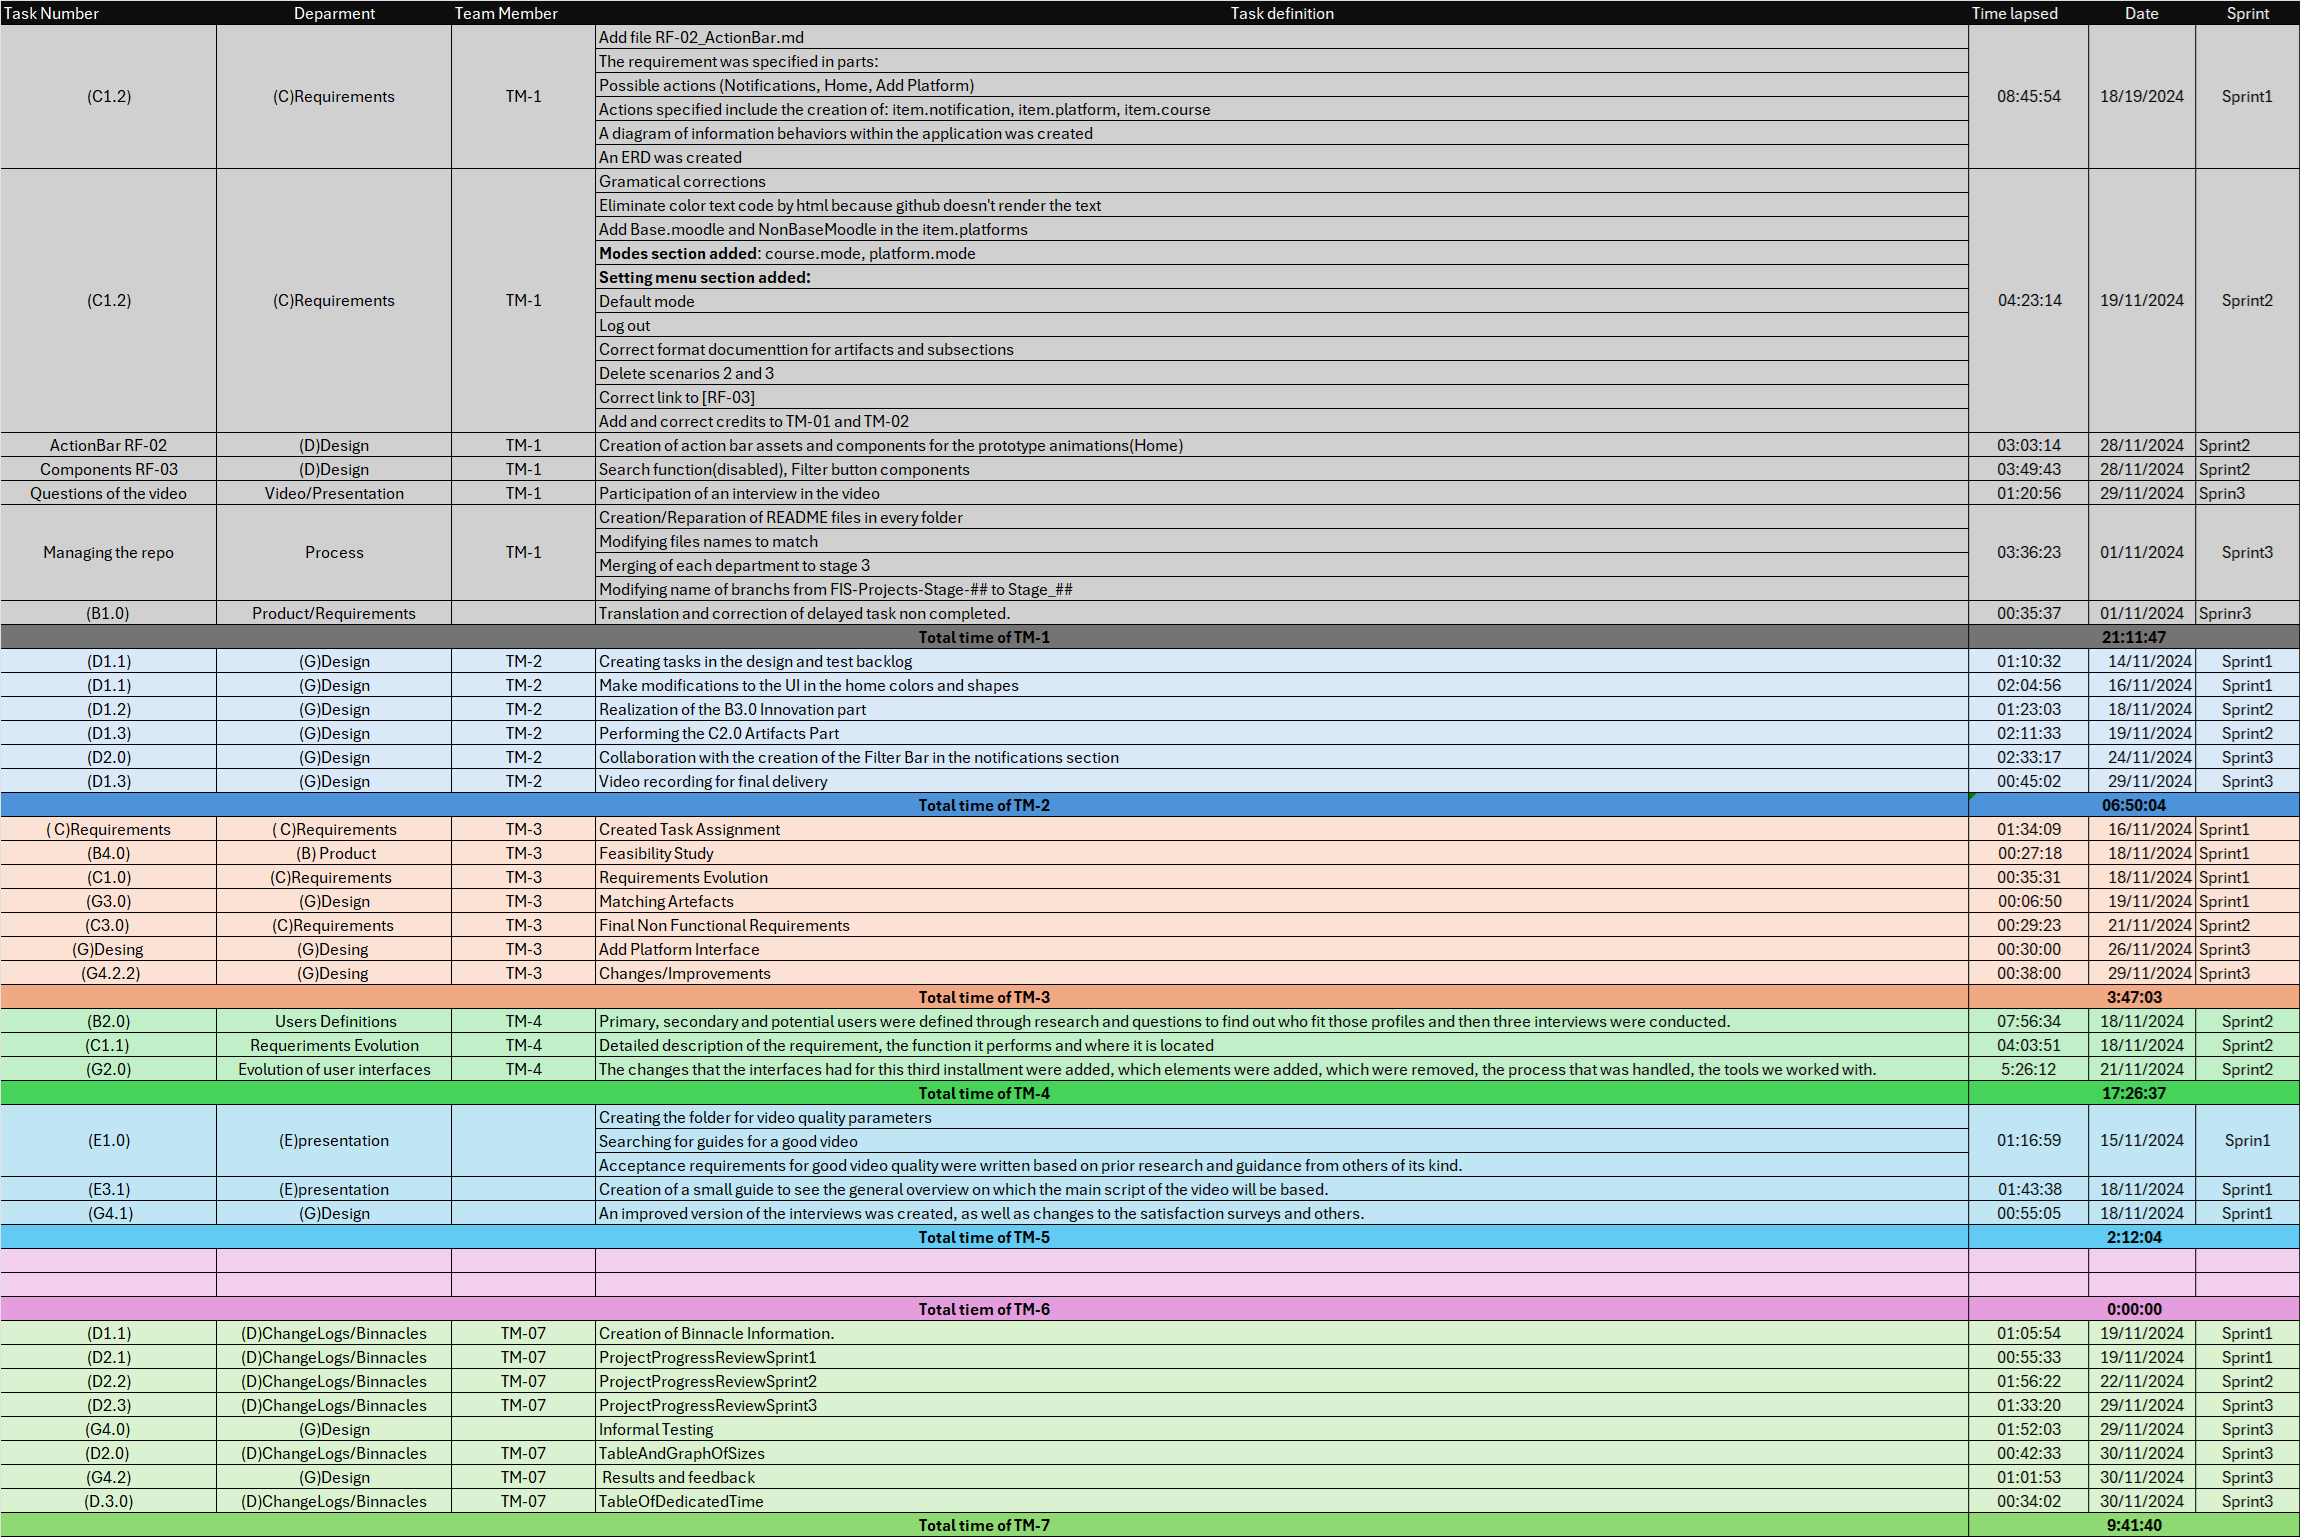 Task Number Deparment Team Member Task definition Time lapsed Date Sprint
Add file RF-02_ActionBar.md
The requirement was specified in parts:
Possible actions (Notifications, Home, Add Platform)
(C1.2) (C)Requirements TM-1 08:45:54 18/19/2024 Sprint1
Actions specified include the creation of: item.notification, item.platform, item.course
A diagram of information behaviors within the application was created
An ERD was created
Gramatical corrections
Eliminate color text code by html because github doesn't render the text
Add Base.moodle and NonBaseMoodle in the item.platforms
Modes section added: course.mode, platform.mode
Setting menu section added:
(C1.2) (C)Requirements TM-1 Default mode 04:23:14 19/11/2024 Sprint2
Log out
Correct format documenttion for artifacts and subsections
Delete scenarios 2 and 3
Correct link to [RF-03]
Add and correct credits to TM-01 and TM-02
ActionBar RF-02 (D)Design TM-1 Creation of action bar assets and components for the prototype animations(Home) 03:03:14 28/11/2024 Sprint2
Components RF-03 (D)Design TM-1 Search function(disabled), Filter button components 03:49:43 28/11/2024 Sprint2
Questions of the video Video/Presentation TM-1 Participation of an interview in the video 01:20:56 29/11/2024 Sprin3
Creation/Reparation of README files in every folder
Modifying files names to match
Managing the repo Process TM-1 03:36:23 01/11/2024 Sprint3
Merging of each department to stage 3
Modifying name of branchs from FIS-Projects-Stage-## to Stage_##
(B1.0) Product/Requirements Translation and correction of delayed task non completed. 00:35:37 01/11/2024 Sprinr3
Total time of TM-1 21:11:47
(D1.1) (G)Design TM-2 Creating tasks in the design and test backlog 01:10:32 14/11/2024 Sprint1
(D1.1) (G)Design TM-2 Make modifications to the UI in the home colors and shapes 02:04:56 16/11/2024 Sprint1
(D1.2) (G)Design TM-2 Realization of the B3.0 Innovation part 01:23:03 18/11/2024 Sprint2
(D1.3) (G)Design TM-2 Performing the C2.0 Artifacts Part 02:11:33 19/11/2024 Sprint2
(D2.0) (G)Design TM-2 Collaboration with the creation of the Filter Bar in the notifications section 02:33:17 24/11/2024 Sprint3
(D1.3) (G)Design TM-2 Video recording for final delivery 00:45:02 29/11/2024 Sprint3
Total time of TM-2 06:50:04
( C)Requirements ( C)Requirements TM-3 Created Task Assignment 01:34:09 16/11/2024 Sprint1
(B4.0) (B) Product TM-3 Feasibility Study 00:27:18 18/11/2024 Sprint1
(C1.0) (C)Requirements TM-3 Requirements Evolution 00:35:31 18/11/2024 Sprint1
(G3.0) (G)Design TM-3 Matching Artefacts 00:06:50 19/11/2024 Sprint1
(C3.0) (C)Requirements TM-3 Final Non Functional Requirements 00:29:23 21/11/2024 Sprint2
(G)Desing (G)Desing TM-3 Add Platform Interface 00:30:00 26/11/2024 Sprint3
(G4.2.2) (G)Desing TM-3 Changes/Improvements 00:38:00 29/11/2024 Sprint3
Total time of TM-3 3:47:03
(B2.0) Users Definitions TM-4 Primary, secondary and potential users were defined through research and questions to find out who fit those profiles and then three interviews were conducted. 07:56:34 18/11/2024 Sprint2
(C1.1) Requeriments Evolution TM-4 Detailed description of the requirement, the function it performs and where it is located 04:03:51 18/11/2024 Sprint2
(G2.0) Evolution of user interfaces TM-4 The changes that the interfaces had for this third installment were added, which elements were added, which were removed, the process that was handled, the tools we worked with. 5:26:12 21/11/2024 Sprint2
Total time of TM-4 17:26:37
Creating the folder for video quality parameters
(E1.0) (E)presentation Searching for guides for a good video 01:16:59 15/11/2024 Sprin1
Acceptance requirements for good video quality were written based on prior research and guidance from others of its kind.
(E3.1) (E)presentation Creation of a small guide to see the general overview on which the main script of the video will be based. 01:43:38 18/11/2024 Sprint1
(G4.1) (G)Design An improved version of the interviews was created, as well as changes to the satisfaction surveys and others. 00:55:05 18/11/2024 Sprint1
Total time of TM-5 2:12:04
Total tiem of TM-6 0:00:00
(D1.1) (D)ChangeLogs/Binnacles TM-07 Creation of Binnacle Information. 01:05:54 19/11/2024 Sprint1
(D2.1) (D)ChangeLogs/Binnacles TM-07 ProjectProgressReviewSprint1 00:55:33 19/11/2024 Sprint1
(D2.2) (D)ChangeLogs/Binnacles TM-07 ProjectProgressReviewSprint2 01:56:22 22/11/2024 Sprint2
(D2.3) (D)ChangeLogs/Binnacles TM-07 ProjectProgressReviewSprint3 01:33:20 29/11/2024 Sprint3
(G4.0) (G)Design Informal Testing 01:52:03 29/11/2024 Sprint3
(D2.0) (D)ChangeLogs/Binnacles TM-07 TableAndGraphOfSizes 00:42:33 30/11/2024 Sprint3
(G4.2) (G)Design TM-07 Results and feedback 01:01:53 30/11/2024 Sprint3
(D.3.0) (D)ChangeLogs/Binnacles TM-07 TableOfDedicatedTime 00:34:02 30/11/2024 Sprint3
Total time of TM-7 9:41:40